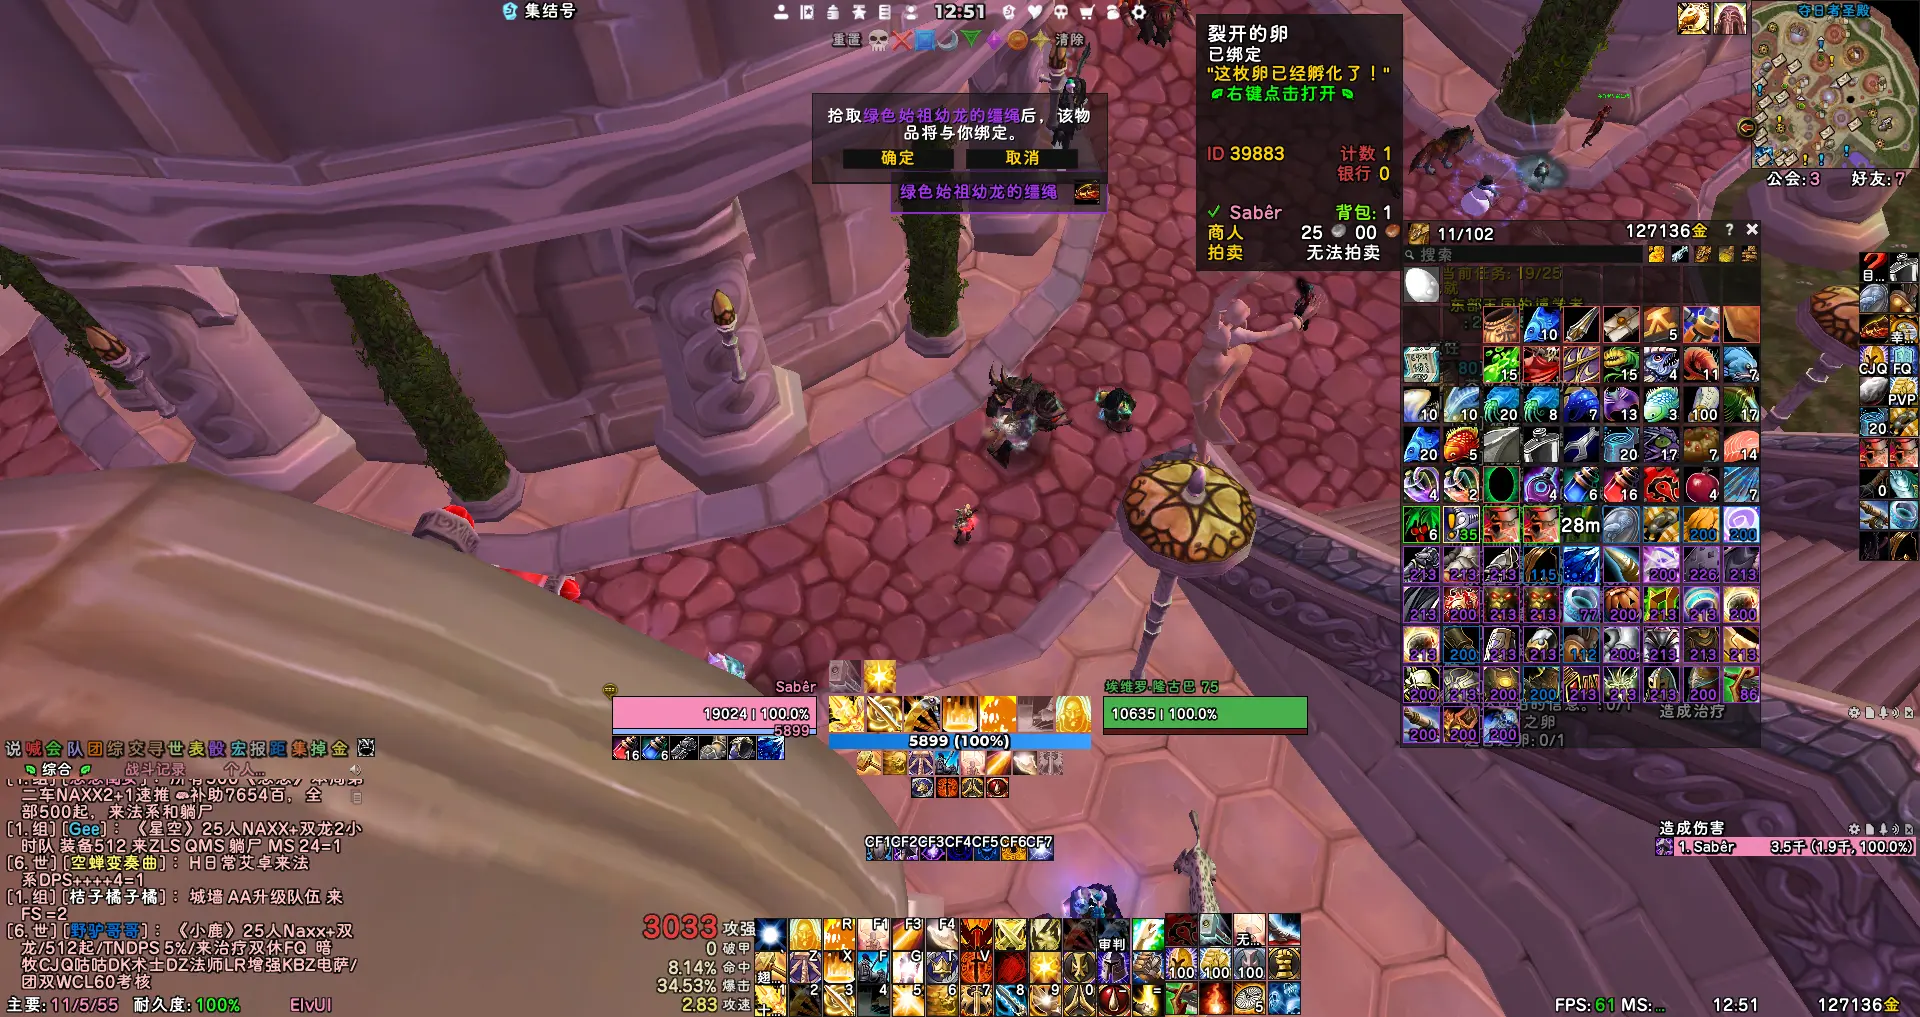 集结号
12:51
重置
清除
夺日者圣殿
公会:3 好友:7
裂开的卵
已绑定
"这枚卵已经孵化了！"
右键点击打开
ID 39883 计数 1
银行 0
Sabêr 背包: 1
商人 25 00
拍卖 无法拍卖
拾取绿色始祖幼龙的缰绳后，该物品将与你绑定。
确定 取消
绿色始祖幼龙的缰绳
11/102 127136金 ?
搜索
当前任务: 19/25
28m
造成治疗
之卵
之卵: 0/1
Sabêr
19024 | 100.0%
5899
5899 (100%)
埃维罗·隆古巴 75
10635 | 100.0%
CF1 CF2 CF3 CF4 CF5 CF6 CF7
说喊会队团综交寻世表骰宏报距集掉金
综合 战斗记录 个人...
二车NAXX2+1速推 补助7654百，全
部500起，来法系和躺尸
[1. 组] [Gee]：《星空》25人NAXX+双龙2小
时队 装备512 来ZLS QMS 躺尸 MS 24=1
[6. 世] [空蝉变奏曲]：H日常艾卓来法
系DPS++++4=1
[1. 组] [桔子橘子橘]：城墙 AA升级队伍 来
FS =2
[6. 世] [野驴哥哥]：《小鹿》25人Naxx+双
龙/512起/TNDPS 5%/来治疗双休FQ 暗
牧CJQ咕咕DK术士DZ法师LR增强KBZ电萨/
团双WCL60考核
主要: 11/5/55 耐久度: 100% ElvUI
3033 攻强
0 破甲
8.14% 命中
34.53% 爆击
2.83 攻速
审判
造成伤害
1. Sabêr 3.5千 (1.9千, 100.0%)
FPS: 61 MS:...
12:51
127136金